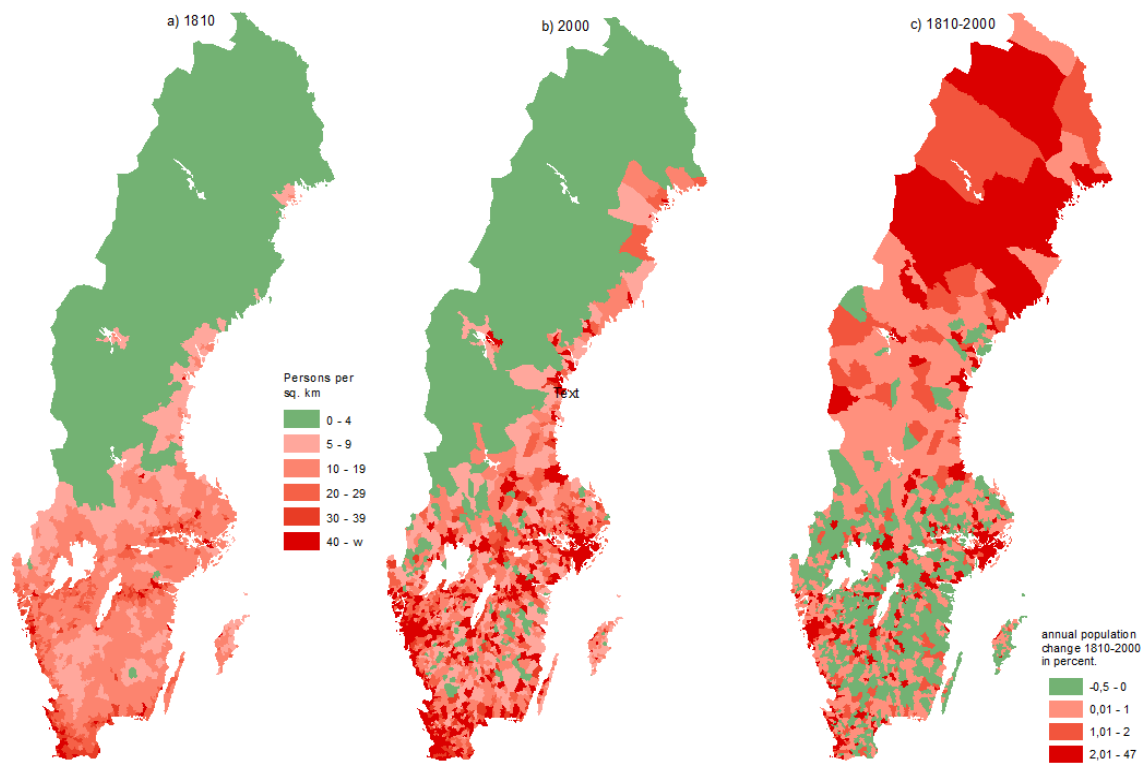 a) 1810
b) 2000
c) 1810-2000
Persons per
sq. km
0 - 4
5 - 9
10 - 19
20 - 29
30 - 39
40 - w
Text
annual population
change 1810-2000
in percent.
-0,5 - 0
0,01 - 1
1,01 - 2
2,01 - 47